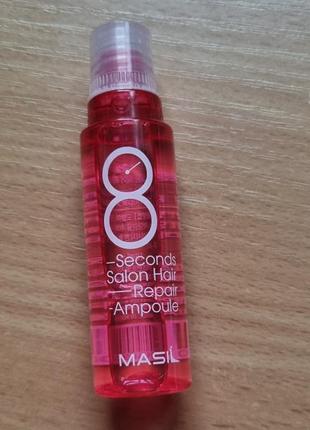 8
Seconds
Salon Hair
Repair
Ampoule
MASIL